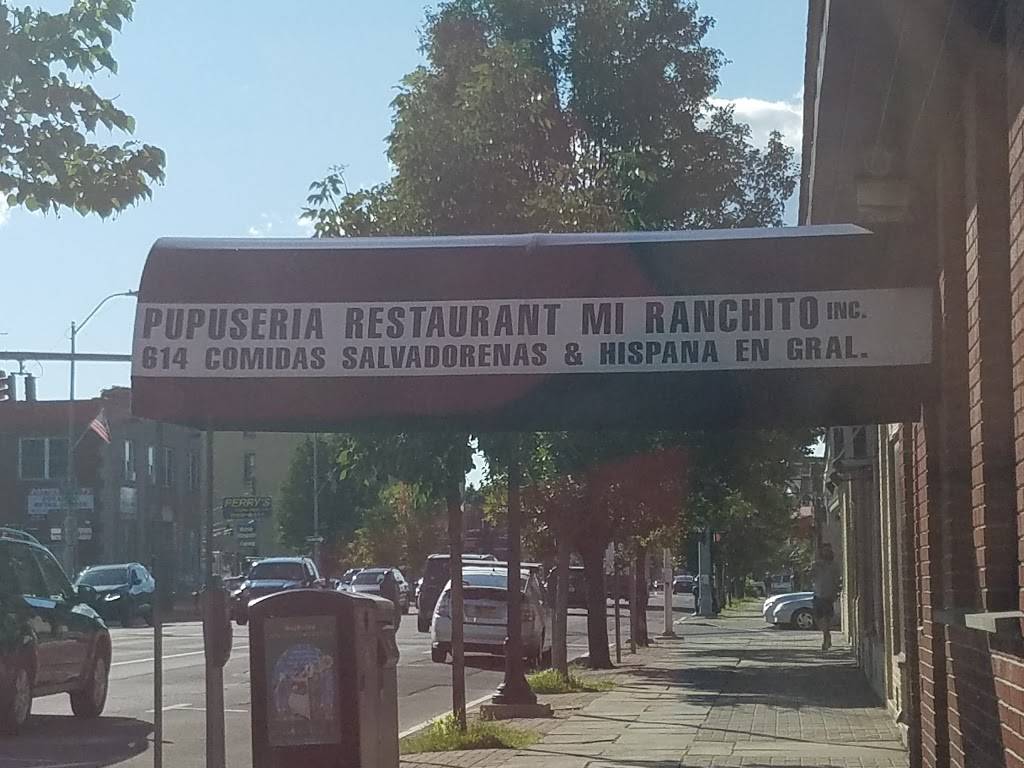 PUPUSERIA RESTAURANT MI RANCHITO INC.
614 COMIDAS SALVADORENAS & HISPANA EN GRAL.
PERRY'S